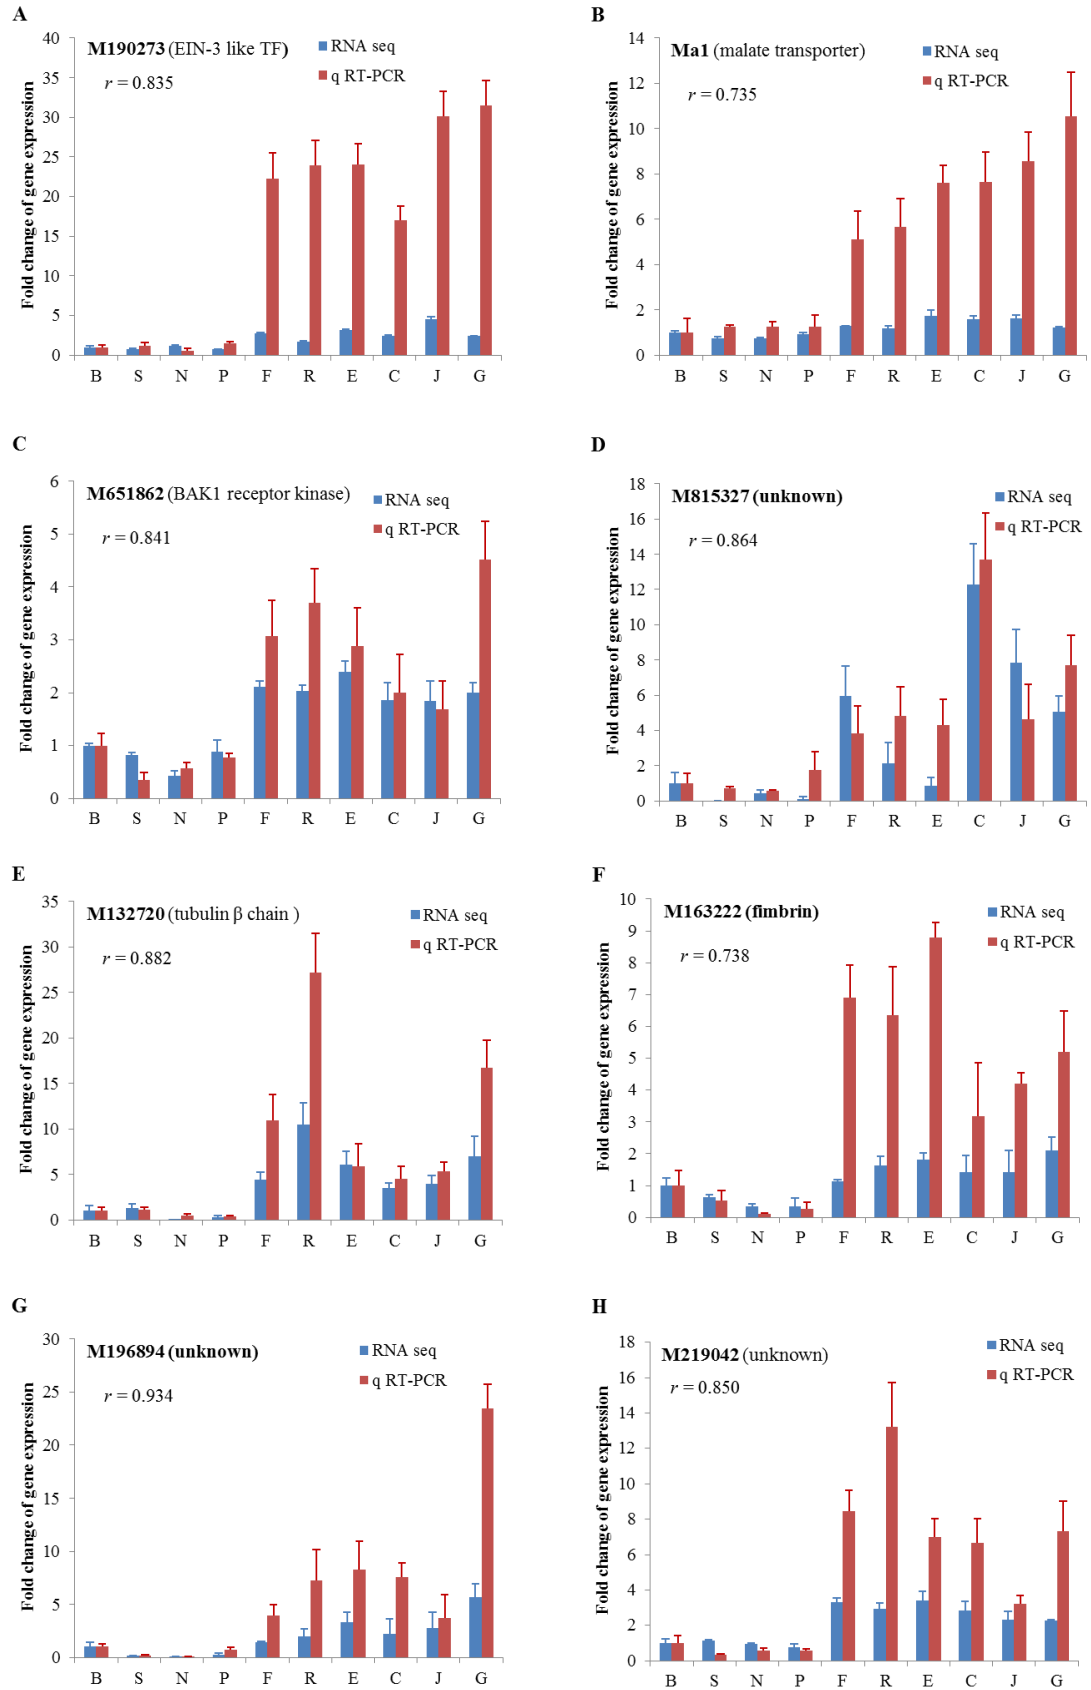 A
M190273 (EIN-3 like TF)
r = 0.835
RNA seq
q RT-PCR
Fold change of gene expression
40
35
30
25
20
15
10
5
0
B S N P F R E C J G
B
Ma1 (malate transporter)
r = 0.735
RNA seq
q RT-PCR
Fold change of gene expression
14
12
10
8
6
4
2
0
B S N P F R E C J G
C
M651862 (BAK1 receptor kinase)
r = 0.841
RNA seq
q RT-PCR
Fold change of gene expression
6
5
4
3
2
1
0
B S N P F R E C J G
D
M815327 (unknown)
r = 0.864
RNA seq
q RT-PCR
Fold change of gene expression
18
16
14
12
10
8
6
4
2
0
B S N P F R E C J G
E
M132720 (tubulin β chain )
r = 0.882
RNA seq
q RT-PCR
Fold change of gene expression
35
30
25
20
15
10
5
0
B S N P F R E C J G
F
M163222 (fimbrin)
r = 0.738
RNA seq
q RT-PCR
Fold change of gene expression
10
9
8
7
6
5
4
3
2
1
0
B S N P F R E C J G
G
M196894 (unknown)
r = 0.934
RNA seq
q RT-PCR
Fold change of gene expression
30
25
20
15
10
5
0
B S N P F R E C J G
H
M219042 (unknown)
r = 0.850
RNA seq
q RT-PCR
Fold change of gene expression
18
16
14
12
10
8
6
4
2
0
B S N P F R E C J G